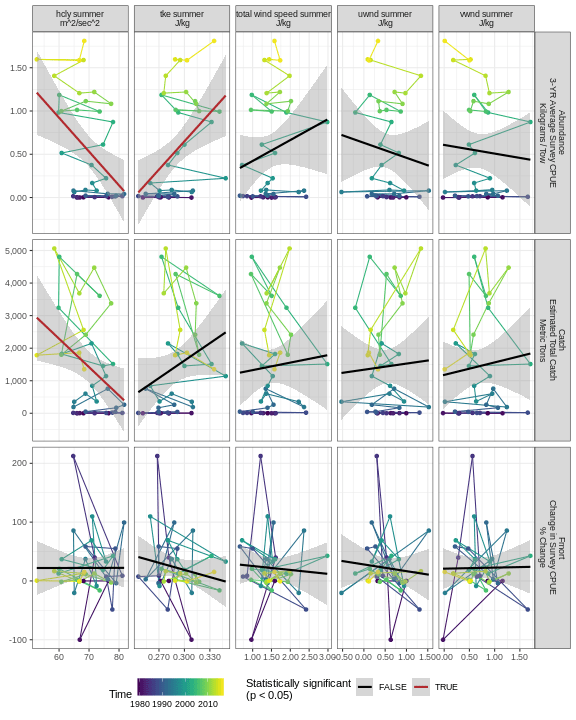 hcly summer
m^2/sec^2
tke summer
J/kg
total wind speed summer
J/kg
uwnd summer
J/kg
vwnd summer
J/kg
1.50
1.00
0.50
0.00
Abundance
3-YR Average Survey CPUE
Kilograms / Tow
5,000
4,000
3,000
2,000
1,000
0
Catch
Estimated Total Catch
Metric Tons
200
100
0
-100
Fmort
Change in Survey CPUE
% Change
60 70 80
0.270 0.300 0.330
1.00 1.50 2.00 2.50 3.00
-0.50 0.00 0.50 1.00 1.50
0.00 0.50 1.00 1.50
Time
1980 1990 2000 2010
Statistically significant
(p < 0.05)
FALSE
TRUE